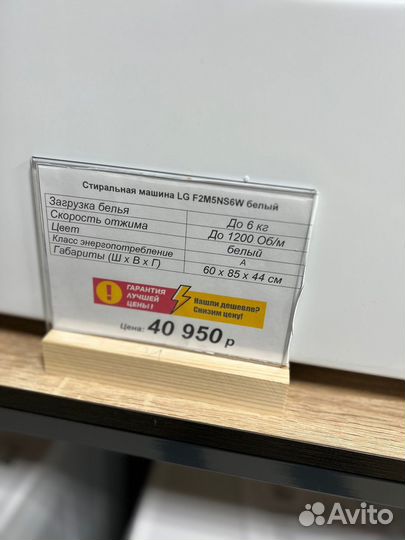 Стиральная машина LG F2M5NS6W белый
Загрузка белья До 6 кг
Скорость отжима До 1200 Об/м
Цвет белый
Класс энергопотребление А
Габариты (Ш х В х Г) 60 х 85 х 44 см
ГАРАНТИЯ ЛУЧШЕЙ ЦЕНЫ!
Нашли дешевле? Снизим цену!
Цена: 40 950 р
Avito